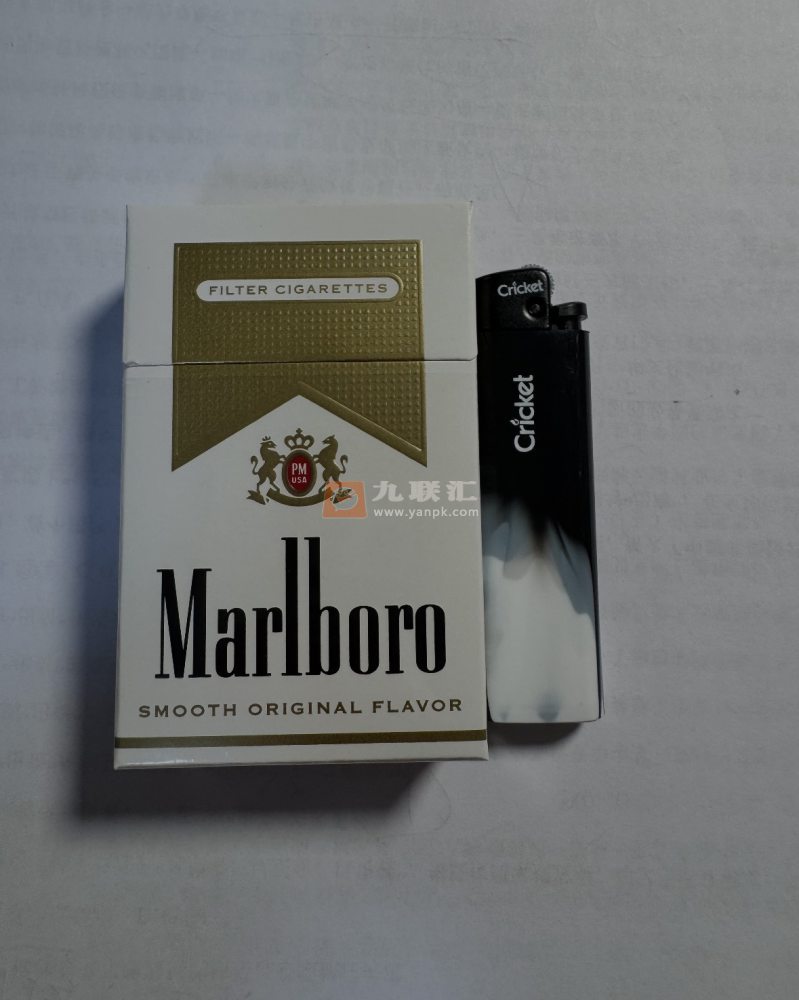 FILTER CIGARETTES
Cricket
Cricket
PM
USA
九联汇
www.yanpk.com
Marlboro
SMOOTH ORIGINAL FLAVOR